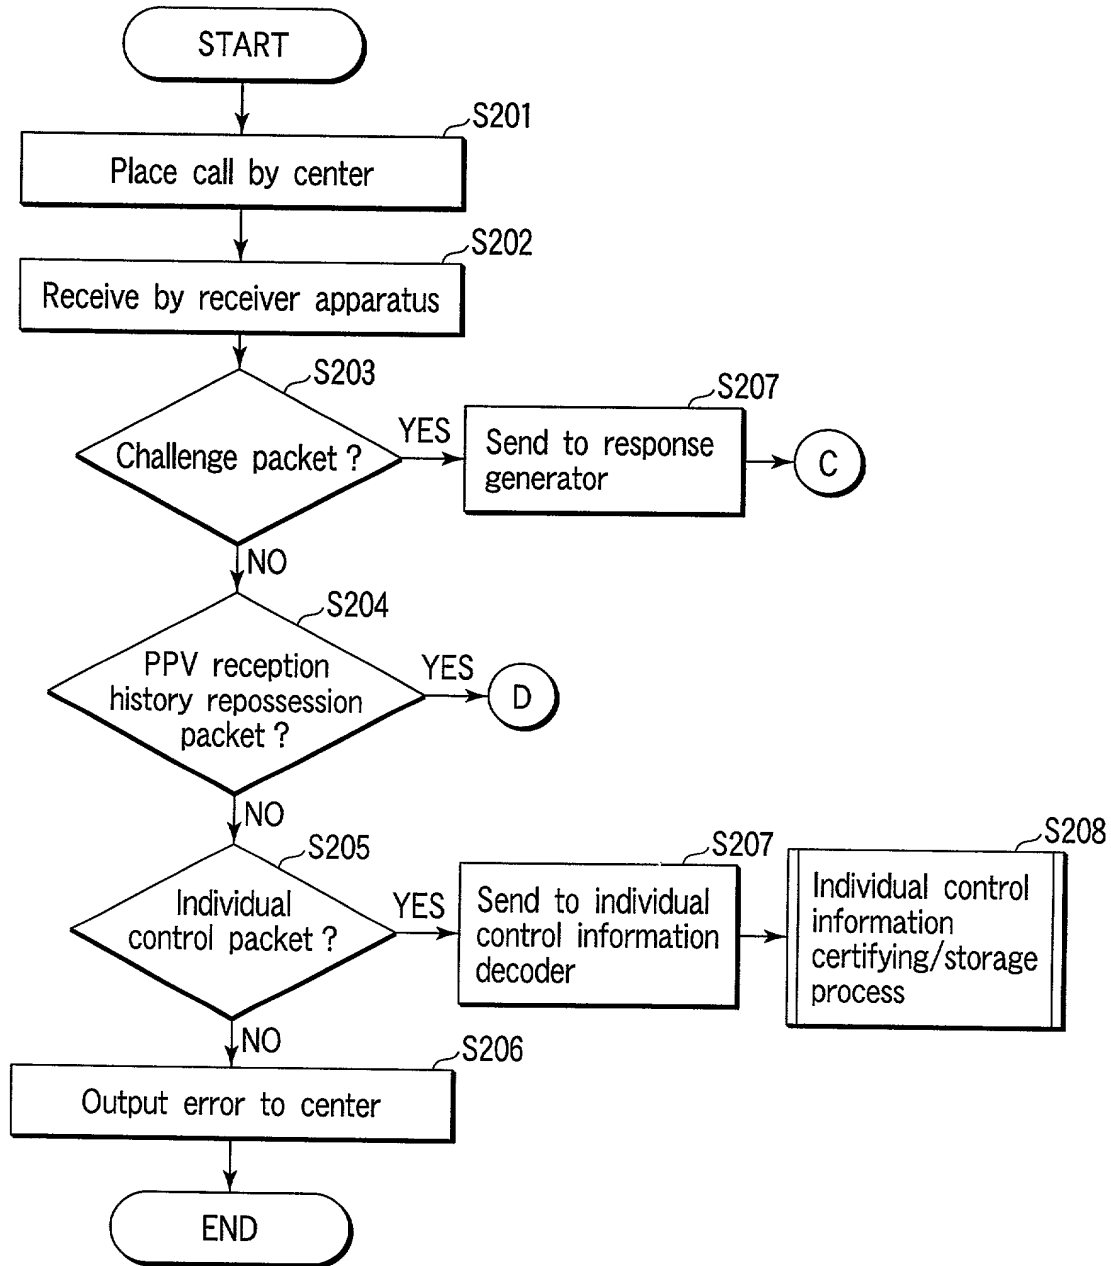 START
S201
Place call by center
S202
Receive by receiver apparatus
S203
Challenge packet ?
YES
S207
Send to response
generator
C
NO
S204
PPV reception
history repossession
packet ?
YES
D
NO
S205
Individual
control packet ?
YES
S207
Send to individual
control information
decoder
S208
Individual control
information
certifying/storage
process
NO
S206
Output error to center
END